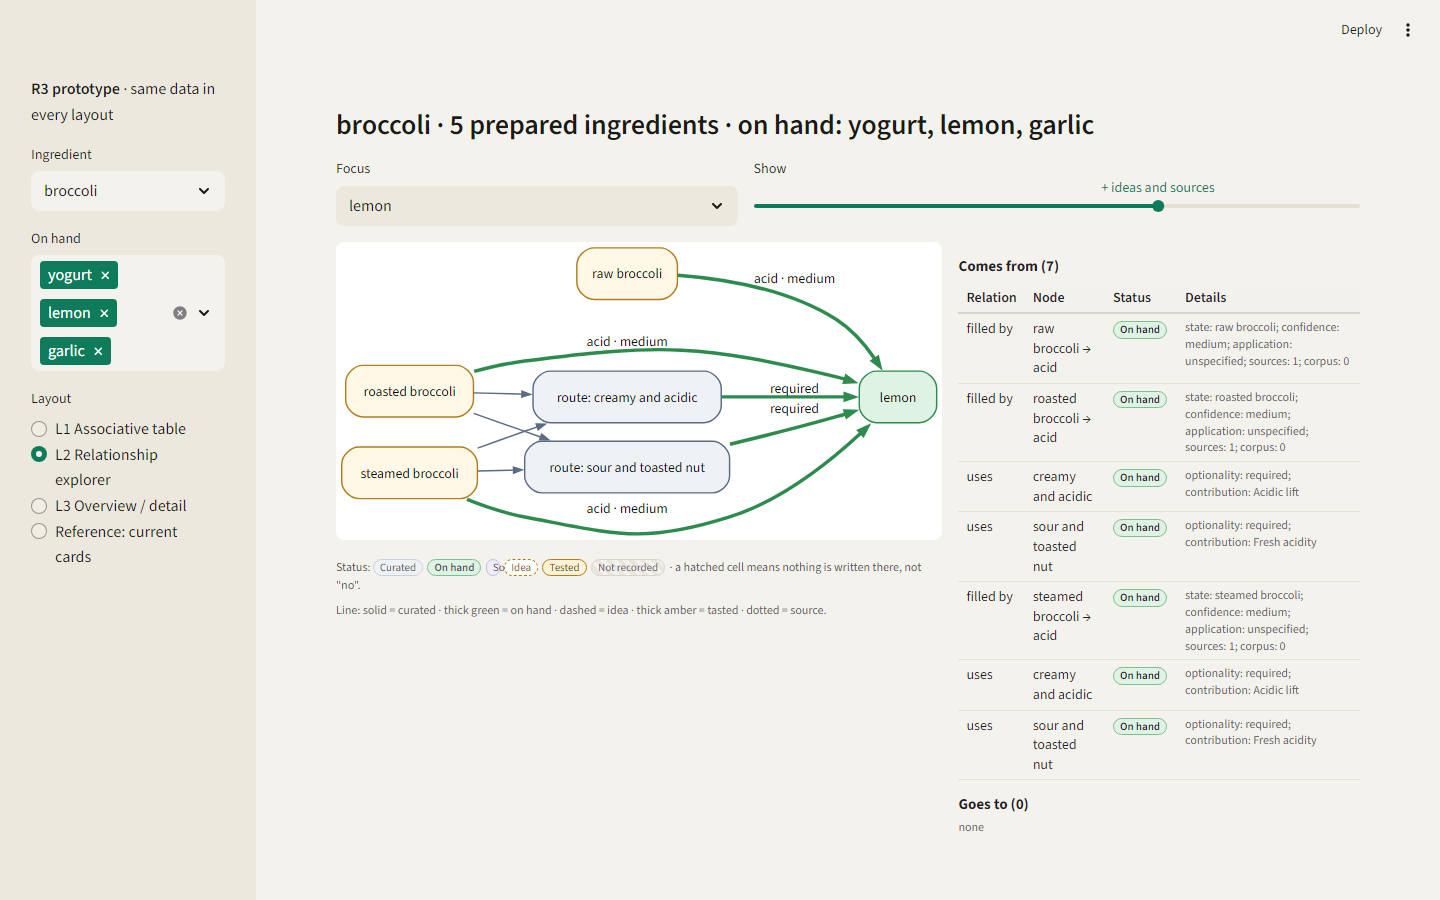 Deploy
R3 prototype · same data in
every layout
Ingredient
broccoli
On hand
yogurt ×
lemon ×
garlic ×
Layout
L1 Associative table
L2 Relationship
explorer
L3 Overview / detail
Reference: current
cards
broccoli · 5 prepared ingredients · on hand: yogurt, lemon, garlic
Focus
lemon
Show
+ ideas and sources
raw broccoli
acid · medium
acid · medium
roasted broccoli
route: creamy and acidic
required
lemon
required
steamed broccoli
route: sour and toasted nut
acid · medium
Status: Curated On hand So Idea Tested Not recorded · a hatched cell means nothing is written there, not
"no".
Line: solid = curated · thick green = on hand · dashed = idea · thick amber = tasted · dotted = source.
Comes from (7)
Relation Node Status Details
filled by raw broccoli → acid On hand state: raw broccoli; confidence:
medium; application:
unspecified; sources: 1; corpus: 0
filled by roasted broccoli → acid On hand state: roasted broccoli;
confidence: medium;
application: unspecified;
sources: 1; corpus: 0
uses creamy and acidic On hand optionality: required;
contribution: Acidic lift
uses sour and toasted nut On hand optionality: required;
contribution: Fresh acidity
filled by steamed broccoli → acid On hand state: steamed broccoli;
confidence: medium;
application: unspecified;
sources: 1; corpus: 0
uses creamy and acidic On hand optionality: required;
contribution: Acidic lift
uses sour and toasted nut On hand optionality: required;
contribution: Fresh acidity
Goes to (0)
none